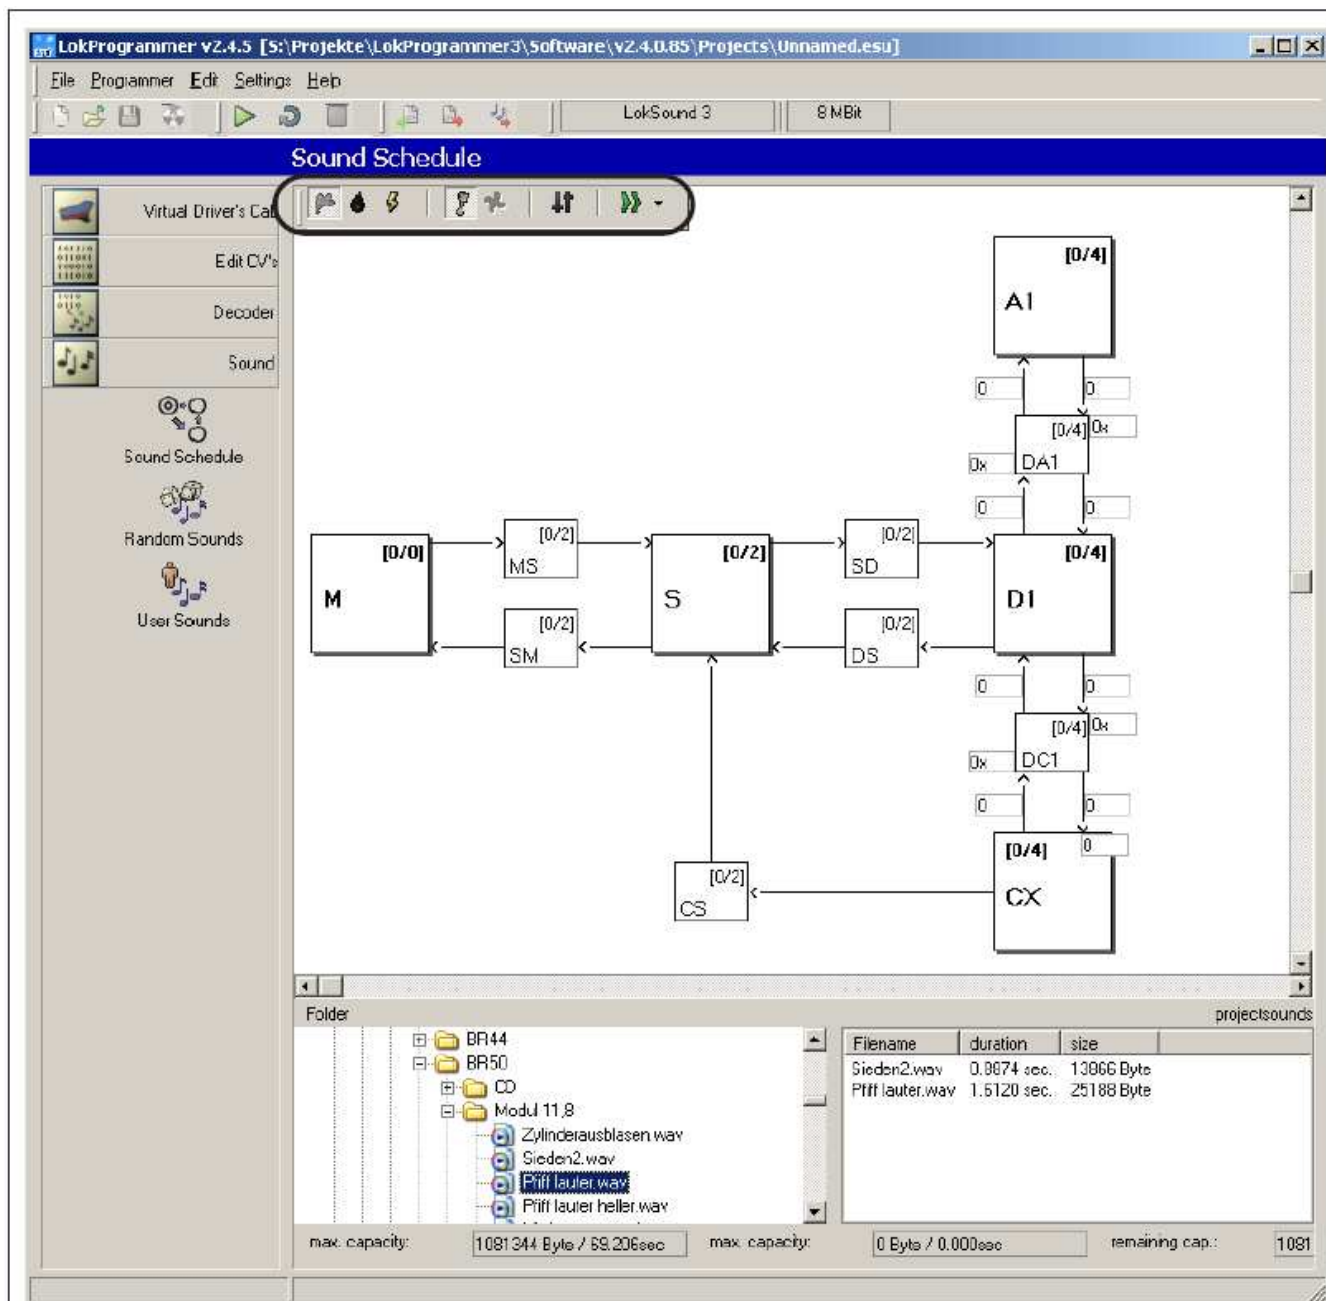 LokProgrammer v2.4.5 [S:\Projekte\LokProgrammer3\Software\v2.4.0.85\Projects\Unnamed.esu]
File Programmer Edit Settings Help
LokSound 3 8 MBit
Sound Schedule
Virtual Driver's Cab
Edit CV's
Decoder
Sound
Sound Schedule
Random Sounds
User Sounds
[0/4]
A1
0 0
[0/4] 0x
0x DA1
0 0
[0/0]
M
[0/2]
MS
[0/2]
S
[0/2]
SD
[0/4]
D1
[0/2]
SM
[0/2]
DS
0 0
[0/4] 0x
0x DC1
0 0
[0/4] 0
CX
[0/2]
CS
Folder projectsounds
BR44
BR50
CD
Modul 11,8
Zylinderausblasen.wav
Sieden2.wav
Pfiff lauter.wav
Pfiff lauter heller.wav
Filename duration size
Sieden2.wav 0.8874 sec. 13866 Byte
Pfiff lauter.wav 1.6120 sec. 25188 Byte
max. capacity: 1081344 Byte / 69.206sec max. capacity: 0 Byte / 0.000sec remaining cap.: 1081